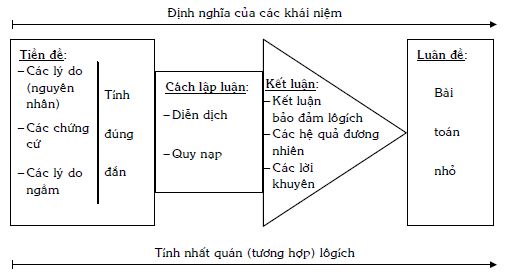 Định nghĩa của các khái niệm
Tiền đề:
– Các lý do
(nguyên
nhân)
– Các chứng
cứ
– Các lý do
ngầm
Tính
đúng
đắn
Cách lập luận:
– Diễn dịch
– Quy nạp
Kết luận:
– Kết luận
bảo đảm lôgích
– Các hệ quả đương
nhiên
– Các lời
khuyên
Luận đề:
Bài
toán
nhỏ
Tính nhất quán (tương hợp) lôgích